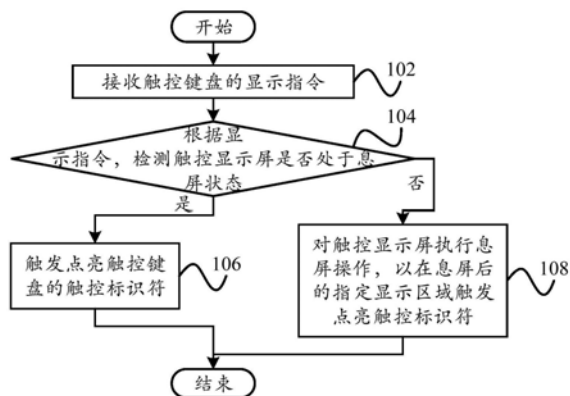 开始
接收触控键盘的显示指令
102
根据显
示指令，检测触控显示屏是否处于息
屏状态
104
是
否
触发点亮触控键
盘的触控标识符
106
对触控显示屏执行息
屏操作，以在息屏后
的指定显示区域触发
点亮触控标识符
108
结束